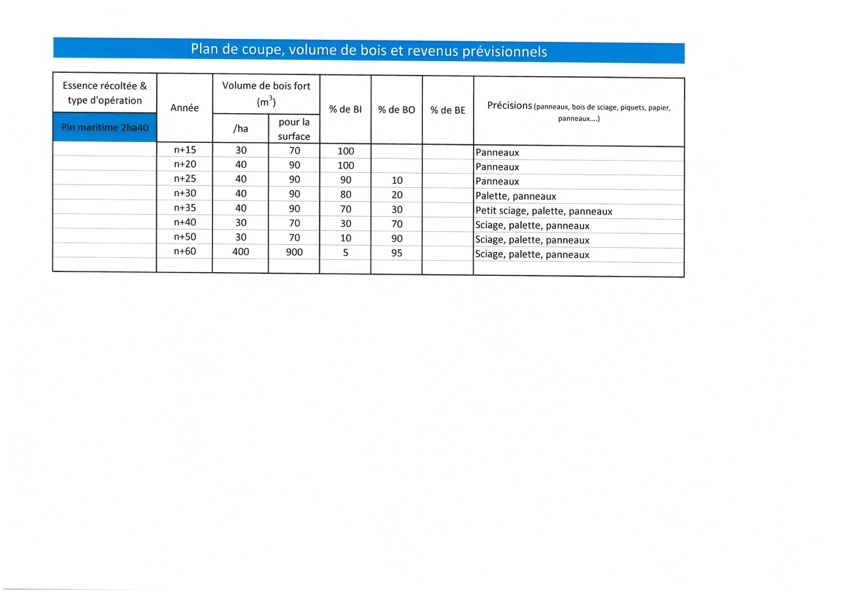 Plan de coupe, volume de bois et revenus prévisionnels
Essence récoltée & type d'opération Année Volume de bois fort (m³) % de BI % de BO % de BE Précisions (panneaux, bois de sciage, piquets, papier, panneaux....)
Pin maritime 2ha40 /ha pour la surface
n+15 30 70 100 Panneaux
n+20 40 90 100 Panneaux
n+25 40 90 90 10 Panneaux
n+30 40 90 80 20 Palette, panneaux
n+35 40 90 70 30 Petit sciage, palette, panneaux
n+40 30 70 30 70 Sciage, palette, panneaux
n+50 30 70 10 90 Sciage, palette, panneaux
n+60 400 900 5 95 Sciage, palette, panneaux